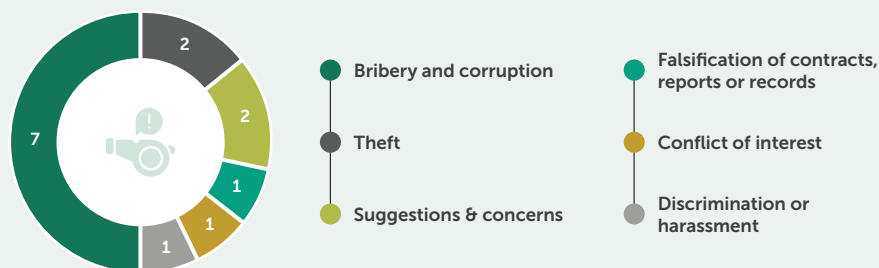 2
2
7
1
1
1
Bribery and corruption
Theft
Suggestions & concerns
Falsification of contracts,
reports or records
Conflict of interest
Discrimination or
harassment